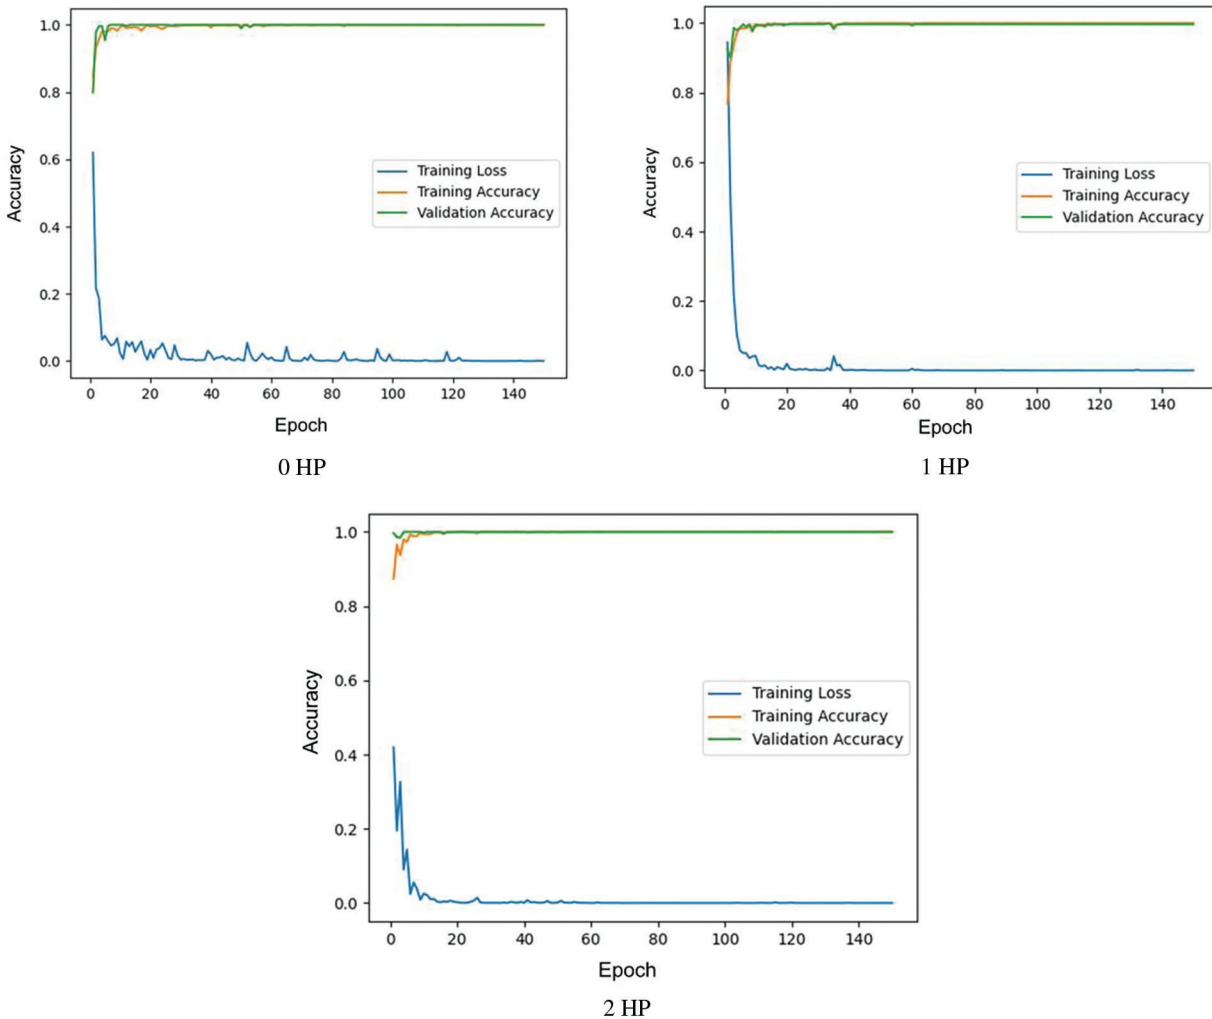 1.0
0.8
0.6
0.4
0.2
0.0
Accuracy
Training Loss
Training Accuracy
Validation Accuracy
0 20 40 60 80 100 120 140
Epoch
0 HP
1.0
0.8
0.6
0.4
0.2
0.0
Accuracy
Training Loss
Training Accuracy
Validation Accuracy
0 20 40 60 80 100 120 140
Epoch
1 HP
1.0
0.8
0.6
0.4
0.2
0.0
Accuracy
Training Loss
Training Accuracy
Validation Accuracy
0 20 40 60 80 100 120 140
Epoch
2 HP